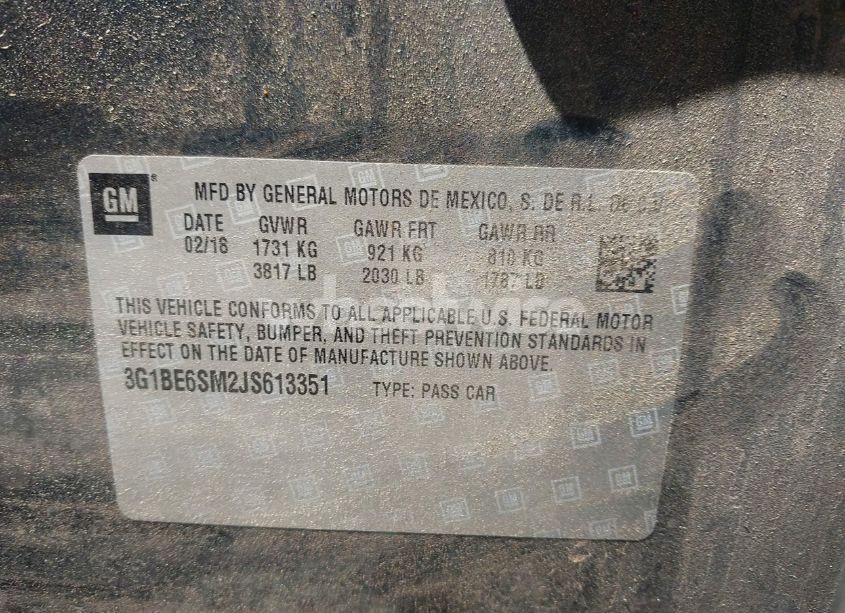 GM
MFD BY GENERAL MOTORS DE MEXICO, S. DE R.L.
DATE GVWR GAWR FRT GAWR RR
02/18 1731 KG 921 KG 810 KG
3817 LB 2030 LB 1787 LB
THIS VEHICLE CONFORMS TO ALL APPLICABLE U.S. FEDERAL MOTOR
VEHICLE SAFETY, BUMPER, AND THEFT PREVENTION STANDARDS IN
EFFECT ON THE DATE OF MANUFACTURE SHOWN ABOVE.
3G1BE6SM2JS613351 TYPE: PASS CAR